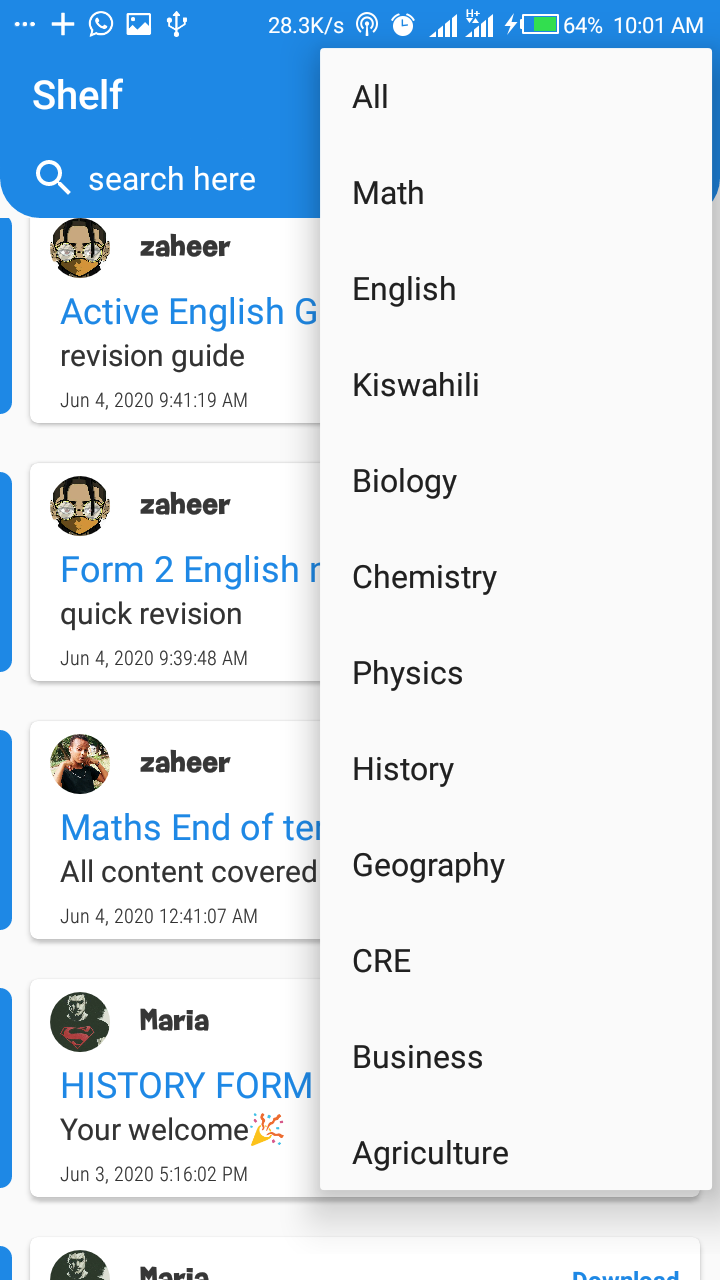 28.3K/s 64% 10:01 AM
Shelf
search here
zaheer
Active English G
revision guide
Jun 4, 2020 9:41:19 AM
zaheer
Form 2 English
quick revision
Jun 4, 2020 9:39:48 AM
zaheer
Maths End of
All content covered
Jun 4, 2020 12:41:07 AM
Maria
HISTORY FORM
Your welcome🎉
Jun 3, 2020 5:16:02 PM
Maria
Download
All
Math
English
Kiswahili
Biology
Chemistry
Physics
History
Geography
CRE
Business
Agriculture